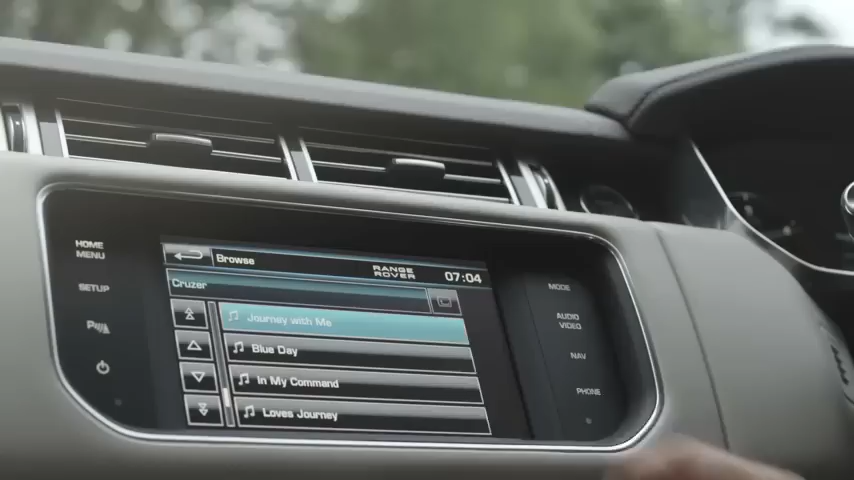 HOME
MENU
SETUP
Browse
RANGE
ROVER
07:04
Cruzer
Journey with Me
Blue Day
In My Command
Loves Journey
MODE
AUDIO
VIDEO
NAV
PHONE